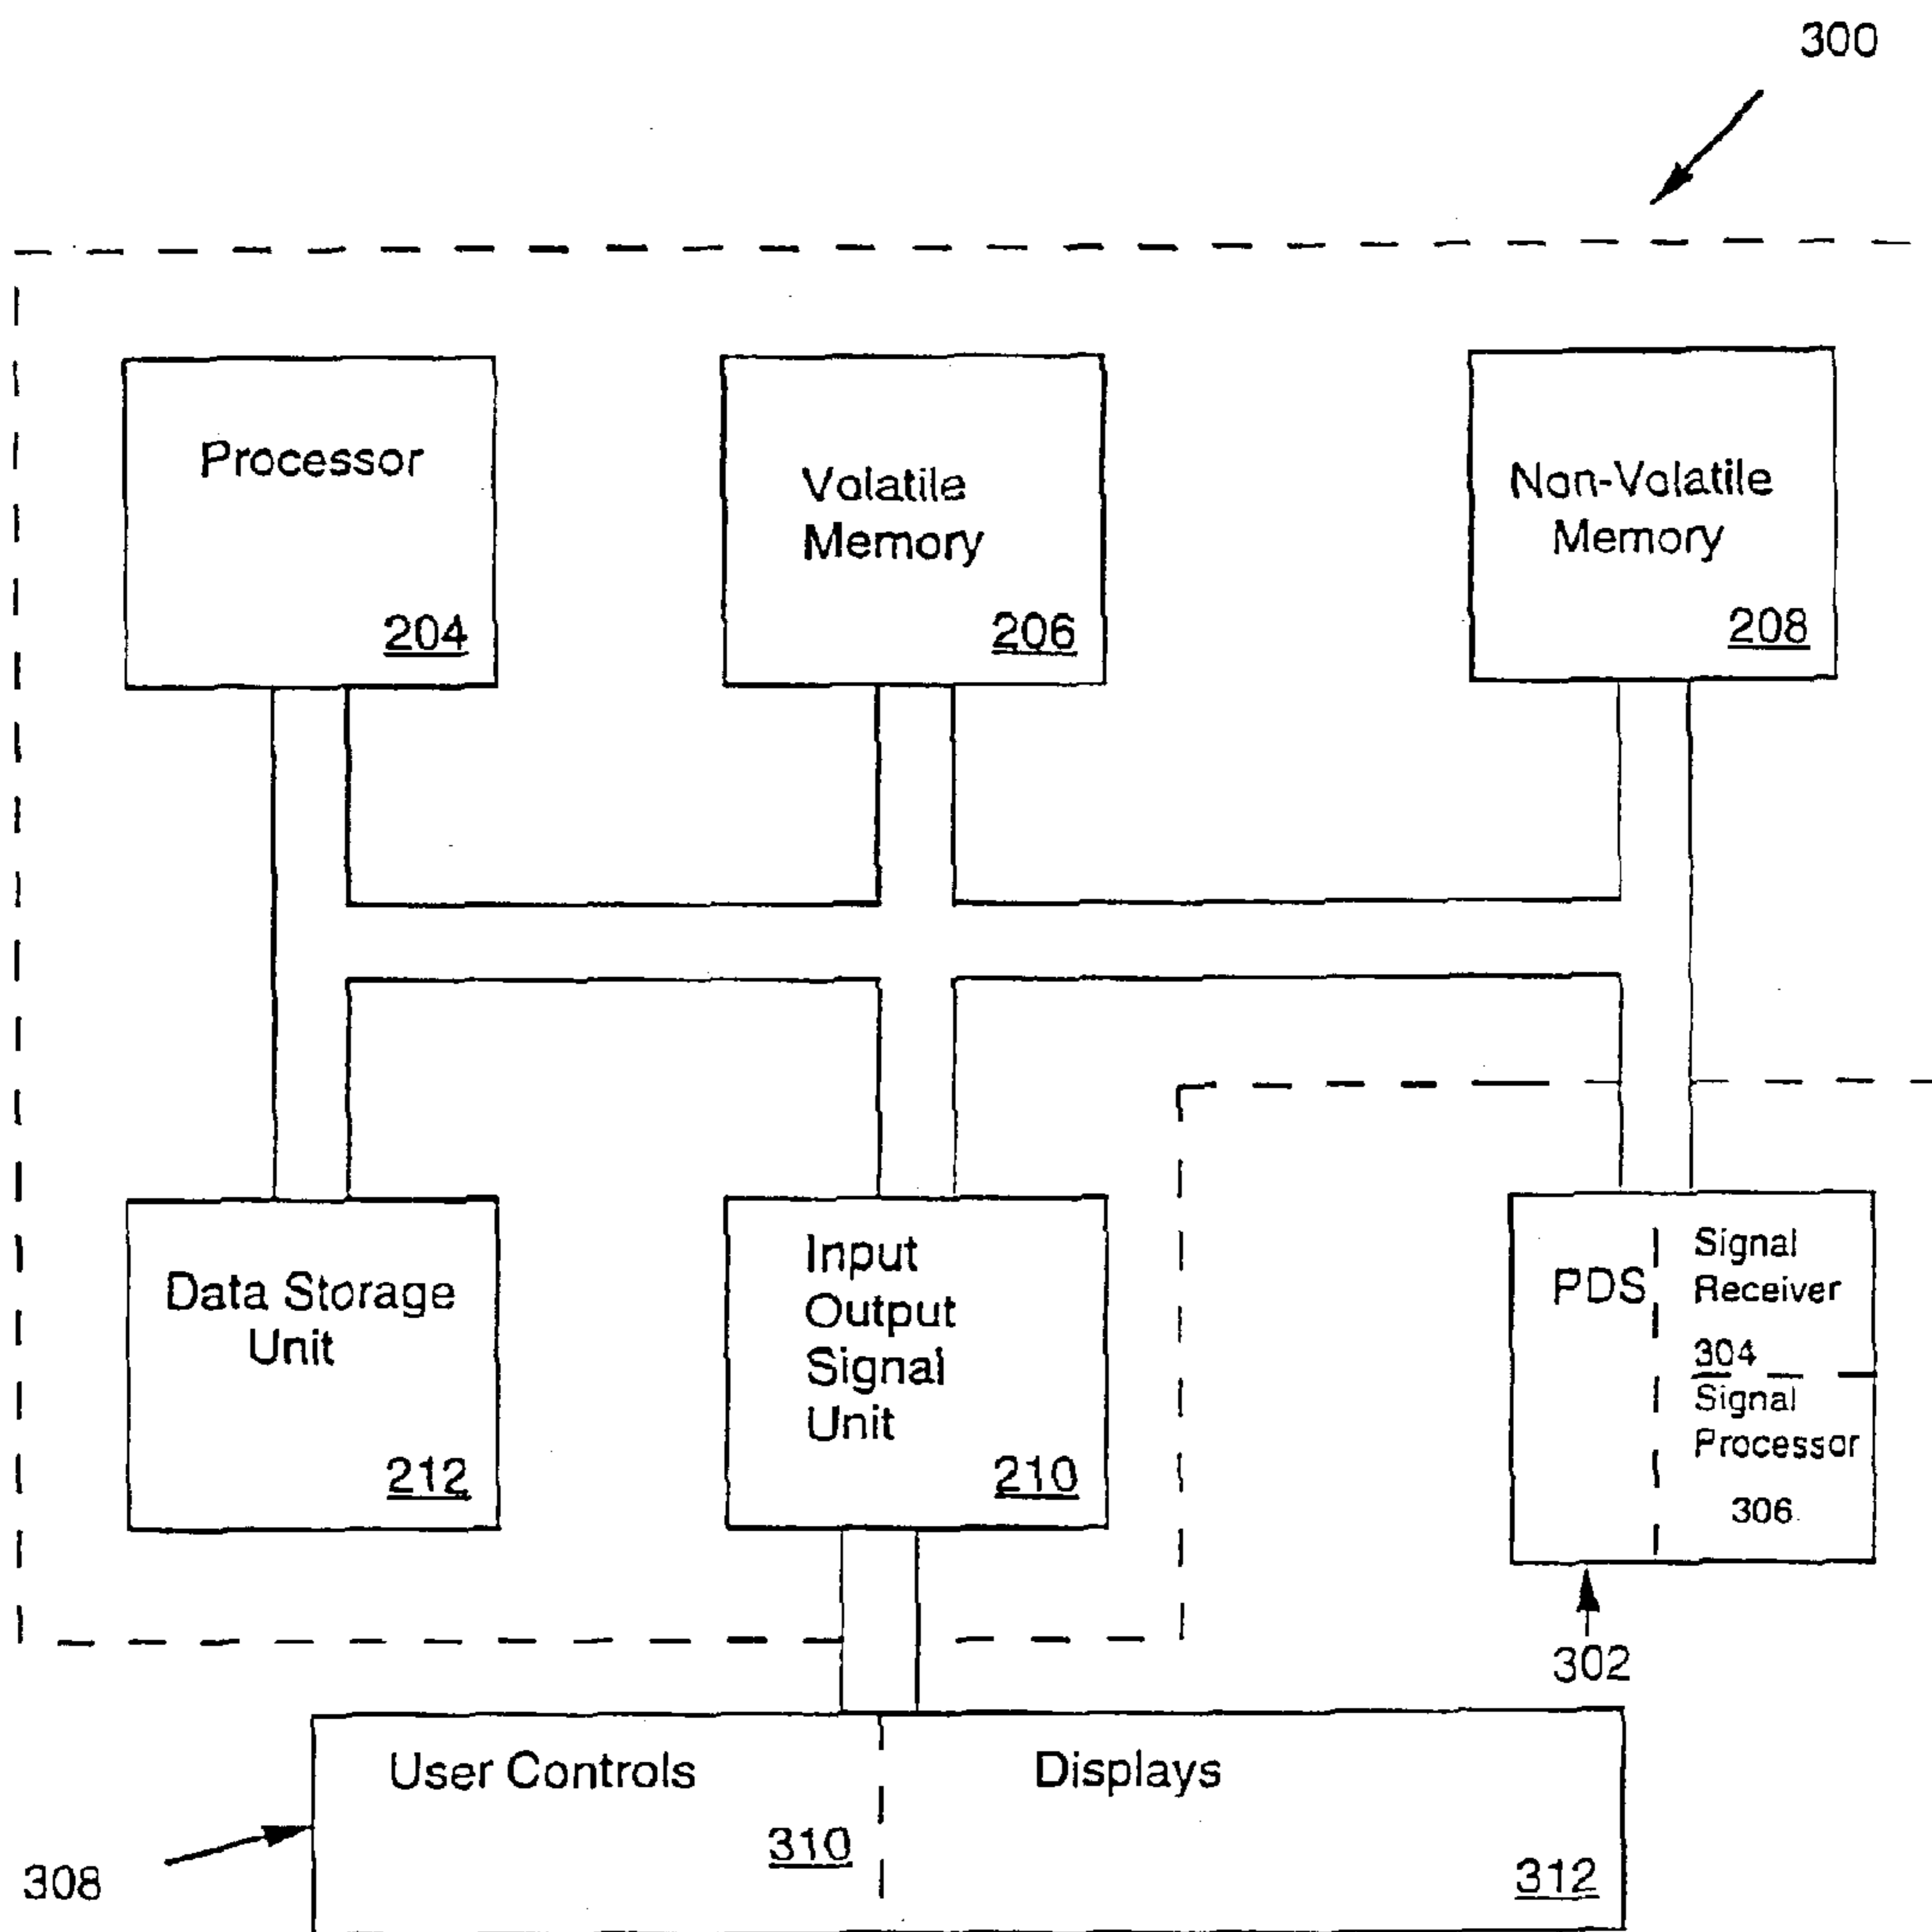 300
Processor
204
Volatile
Memory
206
Non-Volatile
Memory
208
Data Storage
Unit
212
Input
Output
Signal
Unit
210
PDS
Signal
Receiver
304
Signal
Processor
306
302
User Controls
310
Displays
312
308